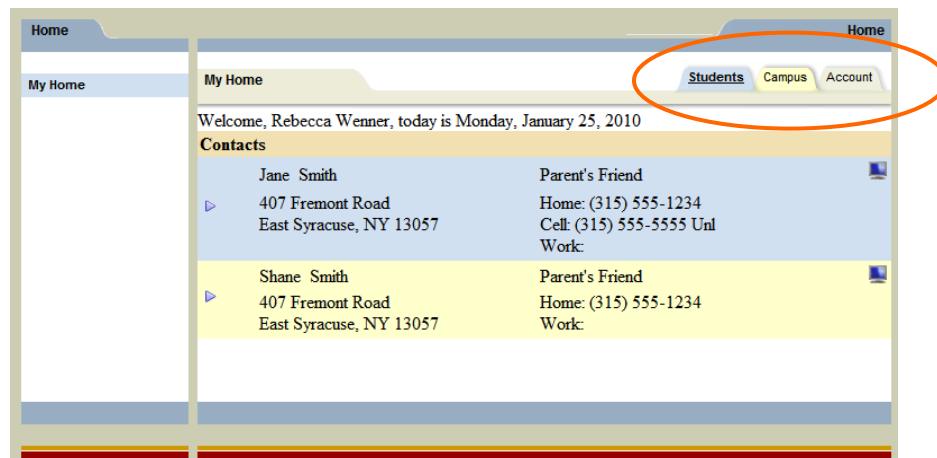 Home
Home
My Home
My Home
Students Campus Account
Welcome, Rebecca Wenner, today is Monday, January 25, 2010
Contacts
Jane Smith Parent's Friend
407 Fremont Road Home: (315) 555-1234
East Syracuse, NY 13057 Cell: (315) 555-5555 Unl
Work:
Shane Smith Parent's Friend
407 Fremont Road Home: (315) 555-1234
East Syracuse, NY 13057 Work: